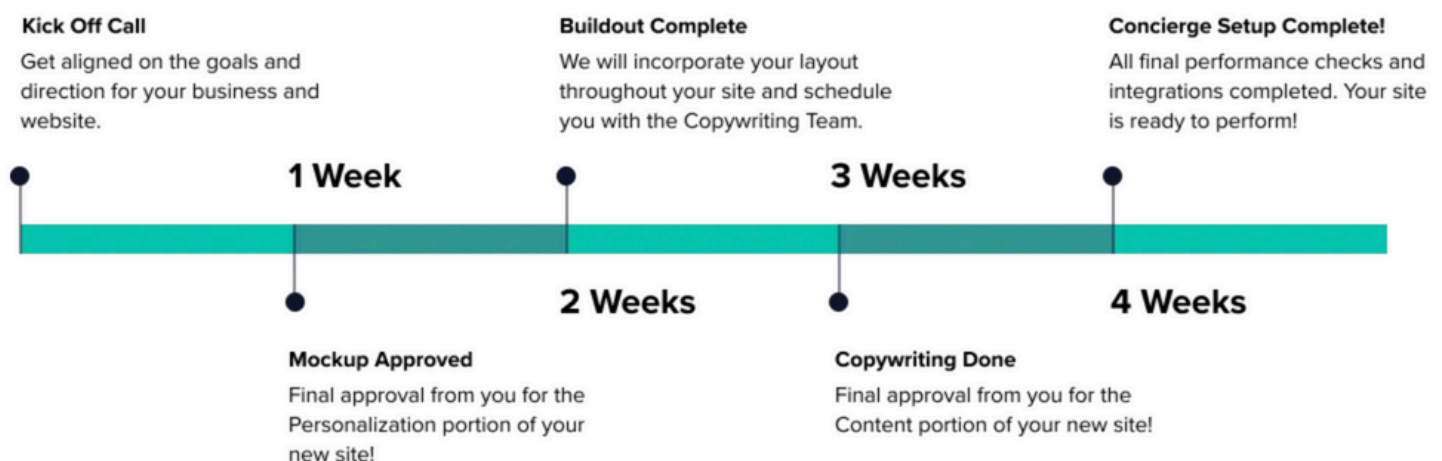 Kick Off Call
Get aligned on the goals and
direction for your business and
website.
Buildout Complete
We will incorporate your layout
throughout your site and schedule
you with the Copywriting Team.
Concierge Setup Complete!
All final performance checks and
integrations completed. Your site
is ready to perform!
1 Week
3 Weeks
2 Weeks
4 Weeks
Mockup Approved
Final approval from you for the
Personalization portion of your
new site!
Copywriting Done
Final approval from you for the
Content portion of your new site!